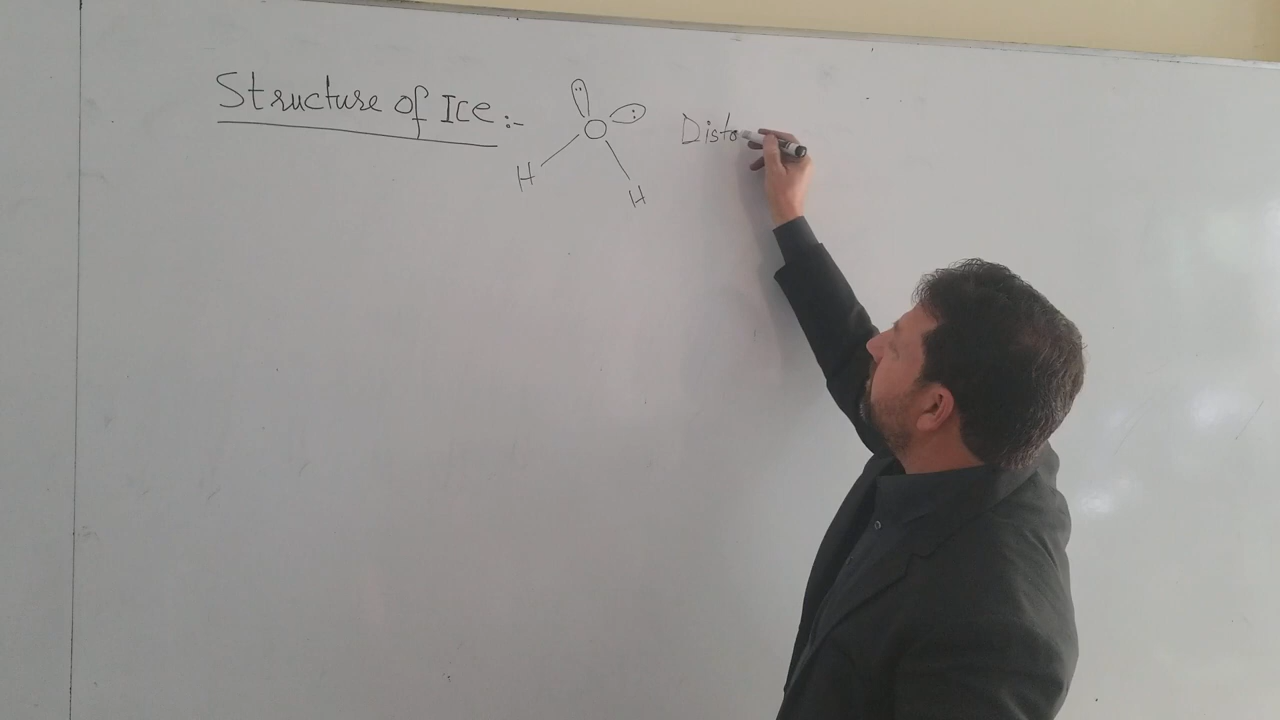 Structure of Ice :-
O
H
H
Disto